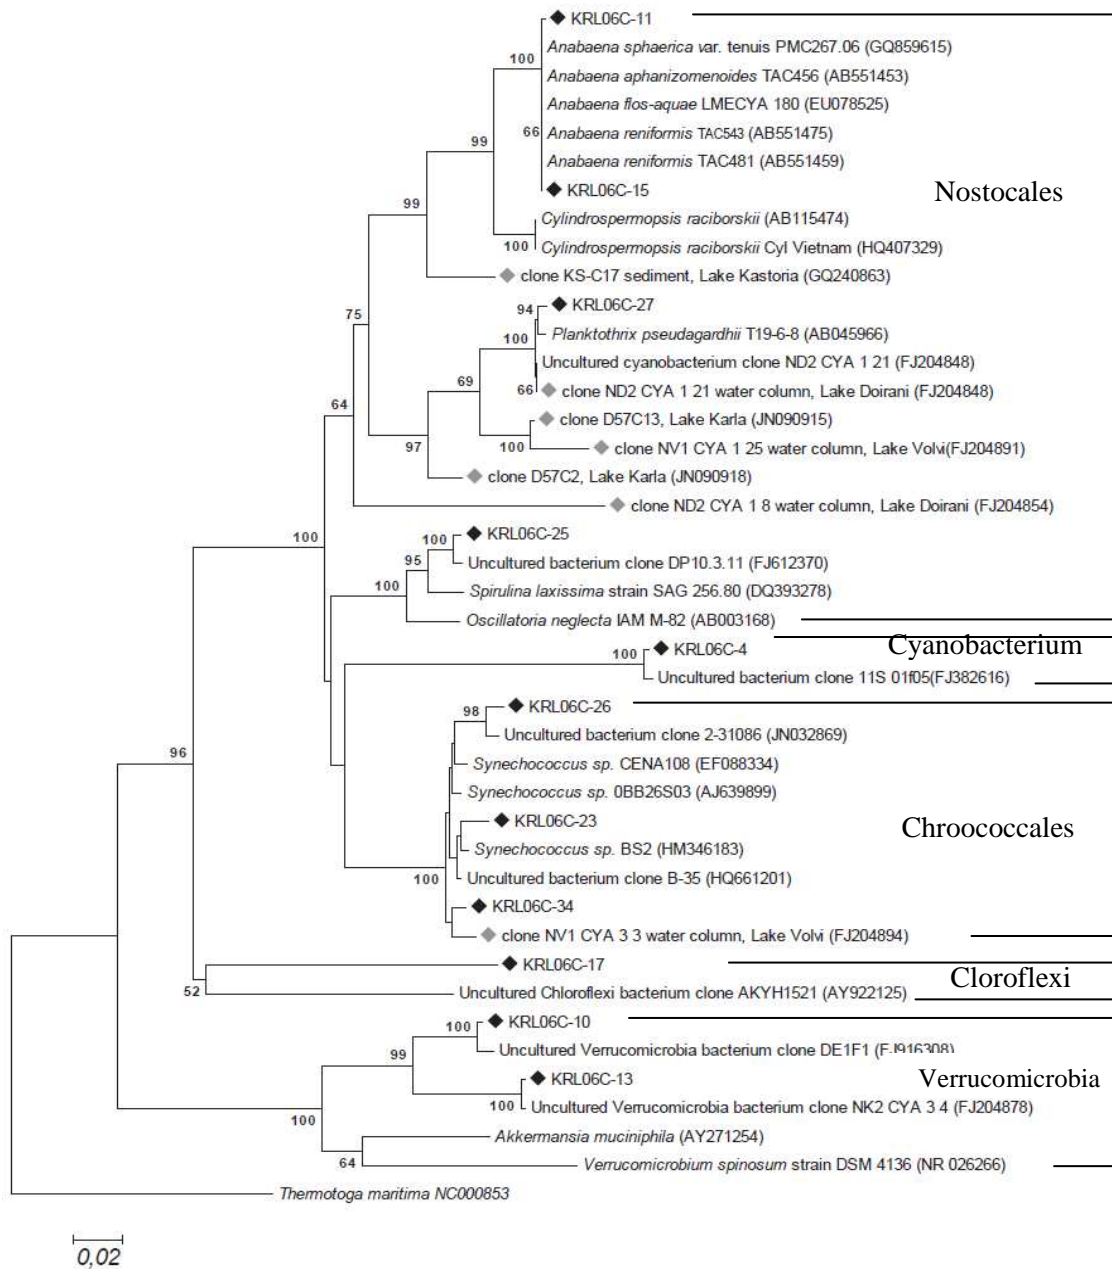 KRL06C-11
Anabaena sphaerica var. tenuis PMC267.06 (GQ859615)
100
Anabaena aphanizomenoides TAC456 (AB551453)
Anabaena flos-aquae LMECYA 180 (EU078525)
66
Anabaena reniformis TAC543 (AB551475)
99
Anabaena reniformis TAC481 (AB551459)
KRL06C-15
Nostocales
99
Cylindrospermopsis raciborskii (AB115474)
100
Cylindrospermopsis raciborskii Cyl Vietnam (HQ407329)
clone KS-C17 sediment, Lake Kastoria (GQ240863)
94
KRL06C-27
75
100
Planktothrix pseudagardhii T19-6-8 (AB045966)
Uncultured cyanobacterium clone ND2 CYA 1 21 (FJ204848)
69
66
clone ND2 CYA 1 21 water column, Lake Doirani (FJ204848)
64
clone D57C13, Lake Karla (JN090915)
97
100
clone NV1 CYA 1 25 water column, Lake Volvi(FJ204891)
clone D57C2, Lake Karla (JN090918)
clone ND2 CYA 1 8 water column, Lake Doirani (FJ204854)
100
100
KRL06C-25
95
Uncultured bacterium clone DP10.3.11 (FJ612370)
100
Spirulina laxissima strain SAG 256.80 (DQ393278)
Oscillatoria neglecta IAM M-82 (AB003168)
Cyanobacterium
100
KRL06C-4
Uncultured bacterium clone 11S 01f05(FJ382616)
98
KRL06C-26
Uncultured bacterium clone 2-31086 (JN032869)
96
Synechococcus sp. CENA108 (EF088334)
Synechococcus sp. 0BB26S03 (AJ639899)
KRL06C-23
Chroococcales
Synechococcus sp. BS2 (HM346183)
100
Uncultured bacterium clone B-35 (HQ661201)
KRL06C-34
clone NV1 CYA 3 3 water column, Lake Volvi (FJ204894)
KRL06C-17
Cloroflexi
52
Uncultured Chloroflexi bacterium clone AKYH1521 (AY922125)
100
KRL06C-10
99
Uncultured Verrucomicrobia bacterium clone DE1F1 (FJ916308)
KRL06C-13
Verrucomicrobia
100
100
Uncultured Verrucomicrobia bacterium clone NK2 CYA 3 4 (FJ204878)
Akkermansia muciniphila (AY271254)
64
Verrucomicrobium spinosum strain DSM 4136 (NR 026266)
Thermotoga maritima NC000853
0,02